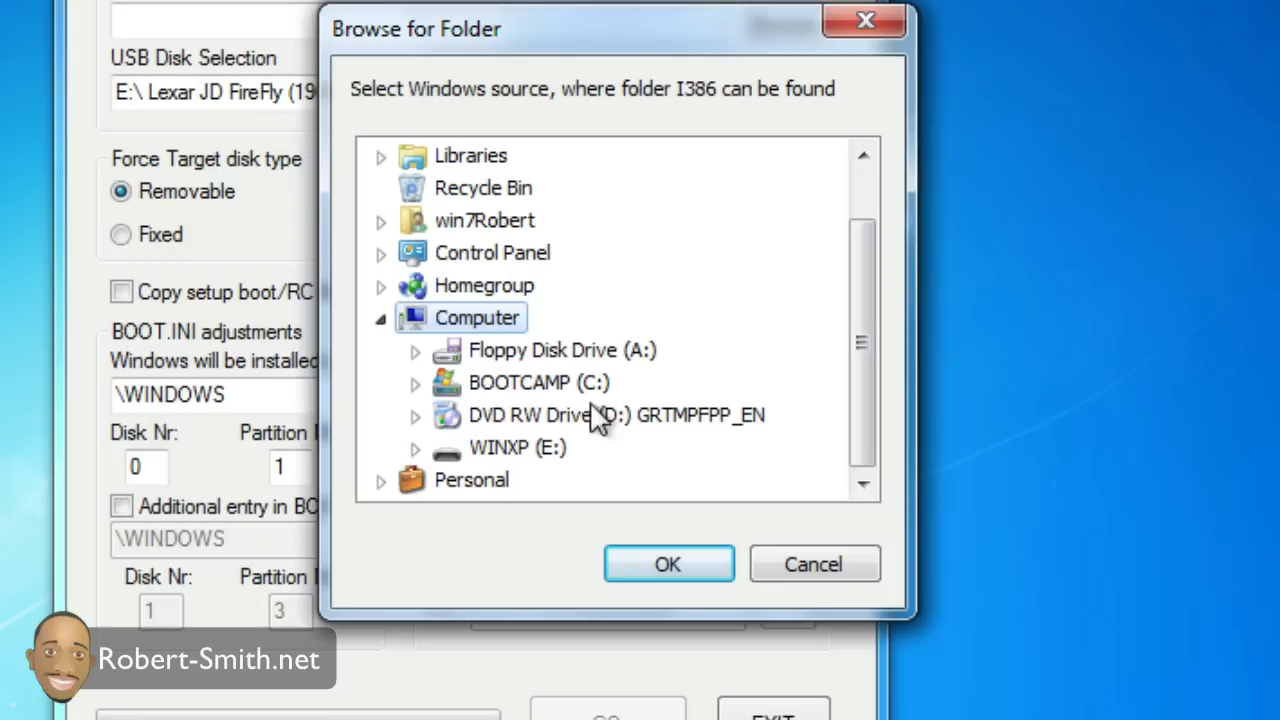 Browse for Folder
Select Windows source, where folder I386 can be found
Libraries
Recycle Bin
win7Robert
Control Panel
Homegroup
Computer
Floppy Disk Drive (A:)
BOOTCAMP (C:)
DVD RW Drive (D:) GRTMPFPP_EN
WINXP (E:)
Personal
OK
Cancel
USB Disk Selection
E:\ Lexar JD FireFly (19
Force Target disk type
Removable
Fixed
Copy setup boot/RC
BOOT.INI adjustments
Windows will be installed
\WINDOWS
Disk Nr:
Partition
0
1
Additional entry in BO
\WINDOWS
Disk Nr:
Partition
1
3
Robert-Smith.net
GO
EXIT